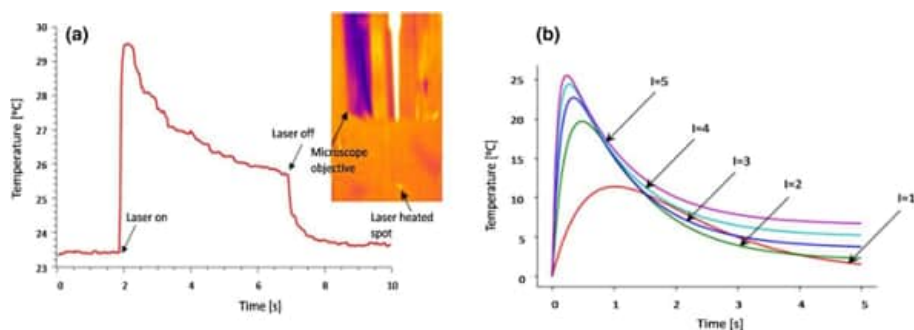 (a)
30
29
28
27
26
25
24
23
Temperature [ºC]
Laser on
Laser off
Microscope
objective
Laser heated
spot
0
2
4
6
8
10
Time [s]
(b)
25
20
15
10
5
0
Temperature [ºC]
I=5
I=4
I=3
I=2
I=1
0
1
2
3
4
5
Time [s]